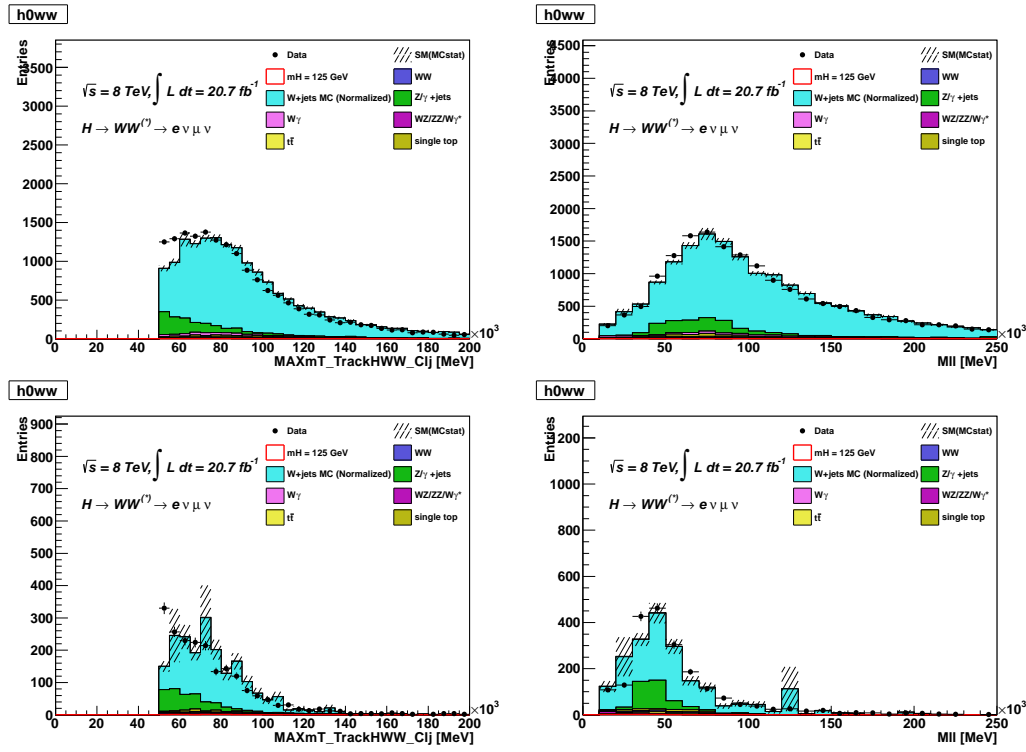 h0ww
Entries
3500
3000
2500
2000
1500
1000
500
0
Data
mH = 125 GeV
W+jets MC (Normalized)
Wγ
tt̄
SM(MCstat)
WW
Z/γ +jets
WZ/ZZ/Wγ*
single top
√s = 8 TeV, ∫ L dt = 20.7 fb⁻¹
H → WW(*) → e ν μ ν
0 20 40 60 80 100 120 140 160 180 200
×10³
MAXmT_TrackHWW_Clj [MeV]
h0ww
Entries
4500
4000
3500
3000
2500
2000
1500
1000
500
0
Data
mH = 125 GeV
W+jets MC (Normalized)
Wγ
tt̄
SM(MCstat)
WW
Z/γ +jets
WZ/ZZ/Wγ*
single top
√s = 8 TeV, ∫ L dt = 20.7 fb⁻¹
H → WW(*) → e ν μ ν
0 50 100 150 200 250
×10³
Mll [MeV]
h0ww
Entries
900
800
700
600
500
400
300
200
100
0
Data
mH = 125 GeV
W+jets MC (Normalized)
Wγ
tt̄
SM(MCstat)
WW
Z/γ +jets
WZ/ZZ/Wγ*
single top
√s = 8 TeV, ∫ L dt = 20.7 fb⁻¹
H → WW(*) → e ν μ ν
0 20 40 60 80 100 120 140 160 180 200
×10³
MAXmT_TrackHWW_Clj [MeV]
h0ww
Entries
1200
1000
800
600
400
200
0
Data
mH = 125 GeV
W+jets MC (Normalized)
Wγ
tt̄
SM(MCstat)
WW
Z/γ +jets
WZ/ZZ/Wγ*
single top
√s = 8 TeV, ∫ L dt = 20.7 fb⁻¹
H → WW(*) → e ν μ ν
0 50 100 150 200 250
×10³
Mll [MeV]